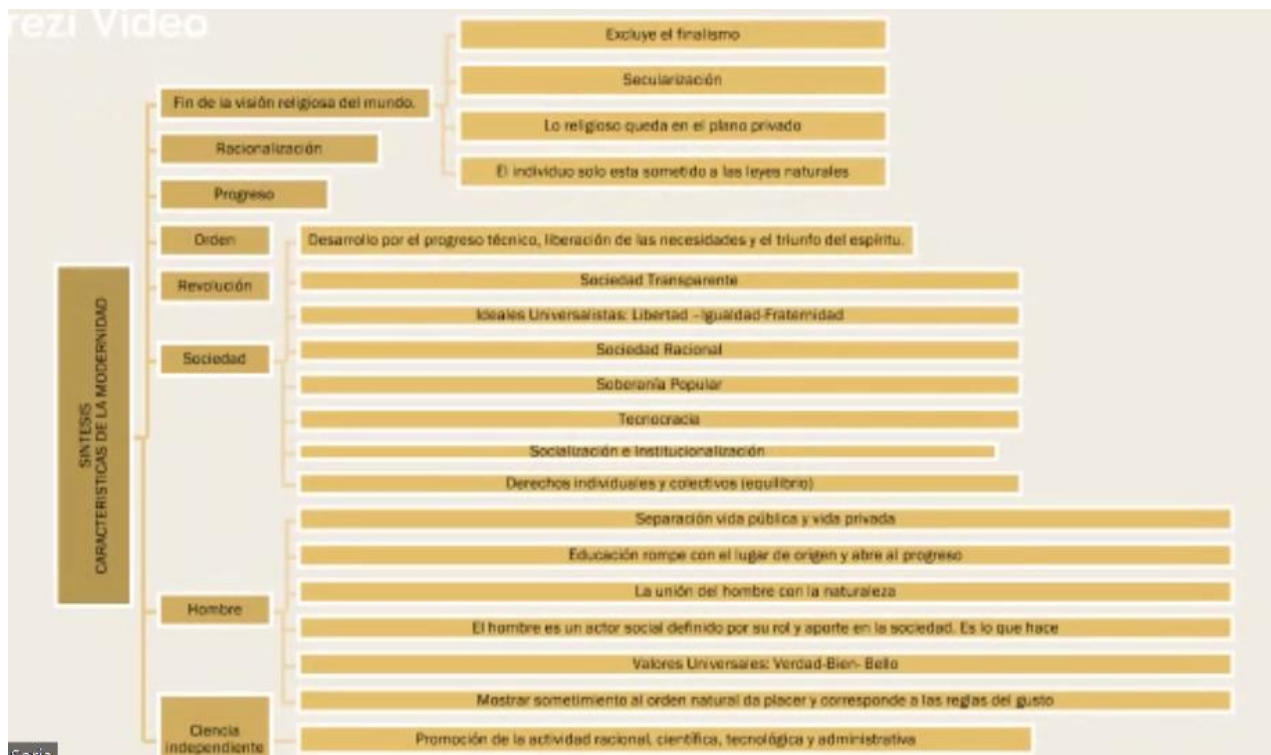 rezi Video
SINTESIS
CARACTERISTICAS DE LA MODERNIDAD
Fin de la visión religiosa del mundo.
Excluye el finalismo
Secularización
Lo religioso queda en el plano privado
El individuo solo esta sometido a las leyes naturales
Racionalización
Progreso
Orden
Revolución
Sociedad
Desarrollo por el progreso técnico, liberación de las necesidades y el triunfo del espíritu.
Sociedad Transparente
Ideales Universalistas: Libertad –Igualdad-Fraternidad
Sociedad Racional
Soberanía Popular
Tecnocracia
Socialización e Institucionalización
Derechos individuales y colectivos (equilibrio)
Hombre
Separación vida pública y vida privada
Educación rompe con el lugar de origen y abre al progreso
La unión del hombre con la naturaleza
El hombre es un actor social definido por su rol y aporte en la sociedad. Es lo que hace
Valores Universales: Verdad-Bien- Bello
Mostrar sometimiento al orden natural da placer y corresponde a las reglas del gusto
Ciencia
independiente
Promoción de la actividad racional, científica, tecnológica y administrativa